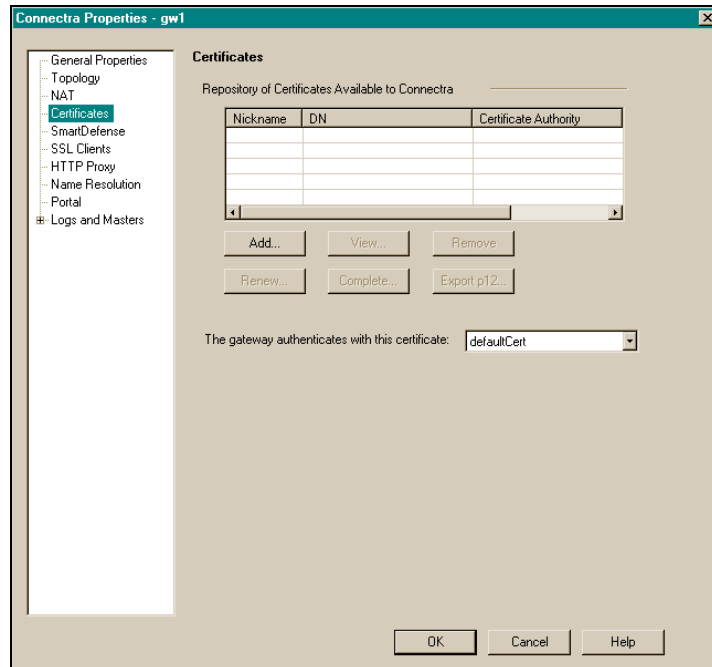 Connectra Properties - gw1
General Properties
Topology
NAT
Certificates
SmartDefense
SSL Clients
HTTP Proxy
Name Resolution
Portal
Logs and Masters
Certificates
Repository of Certificates Available to Connectra
Nickname DN Certificate Authority
Add... View... Remove
Renew... Complete... Export p12...
The gateway authenticates with this certificate: defaultCert
OK Cancel Help